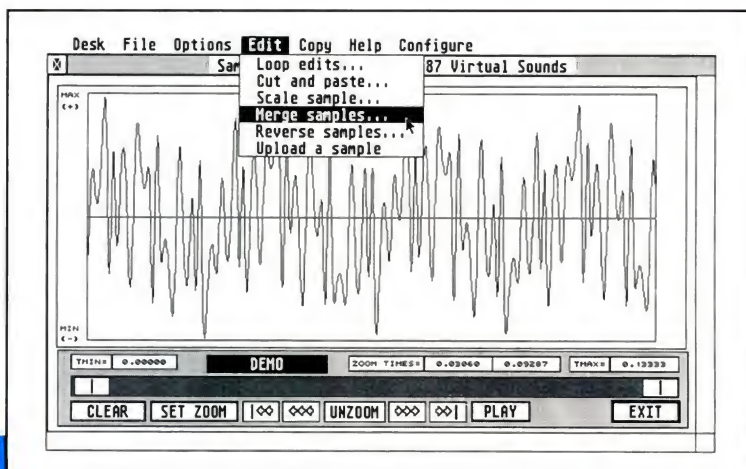 Desk File Options Edit Copy Help Configure
Sam 87 Virtual Sounds
Loop edits...
Cut and paste...
Scale sample...
Merge samples...
Reverse samples...
Upload a sample
MAX
(+)
MIN
(-)
TMIN= 0.00000 DEMO ZOOM TIMES= 0.03060 0.09287 TMAX= 0.13333
CLEAR SET ZOOM |◊◊ ◊◊◊ UNZOOM ◊◊◊ ◊◊| PLAY EXIT